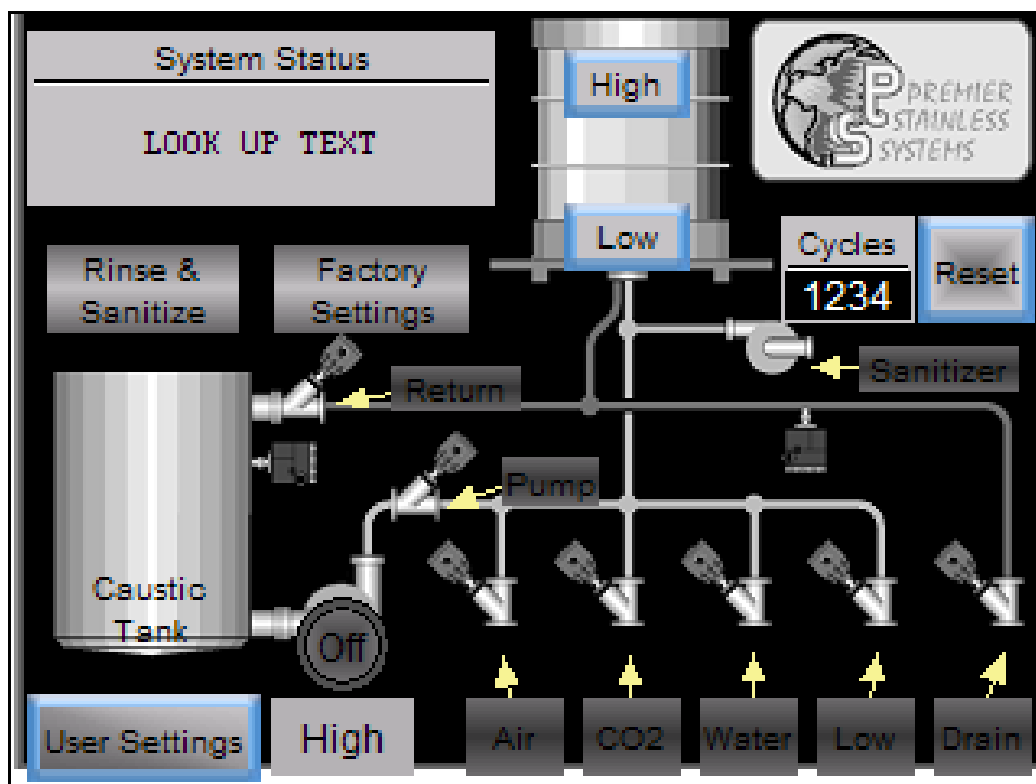 System Status
LOOK UP TEXT
High
PREMIER
STAINLESS
SYSTEMS
PS
Low
Cycles
1234
Reset
Rinse &
Sanitize
Factory
Settings
Sanitizer
Return
Pump
Caustic
Tank
Off
User Settings
High
Air
CO2
Water
Low
Drain